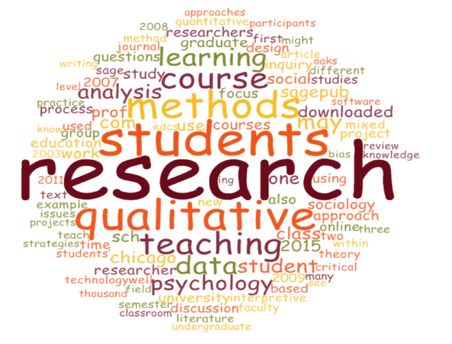 approaches
2008 quantitative participants
method researchers first might
journal graduate design article
questions learning inquiry oaks
writing sage study course social different studies
level 2007 analysis focus sagepub
practice use methods downloaded software
process prof com may mixed
know used group edcs courses project
education students bias review
2003 work knowledge
research
2011 ing one using
text qualitative new also sociology
example approach
issues class online three
projects sch teaching 2015 two within
teach
strategies time chicago data student theory
students researcher 2009 critical
technology well psychology based many see
thousand field university interpretive
semester discussion faculty
classroom literature
undergraduate